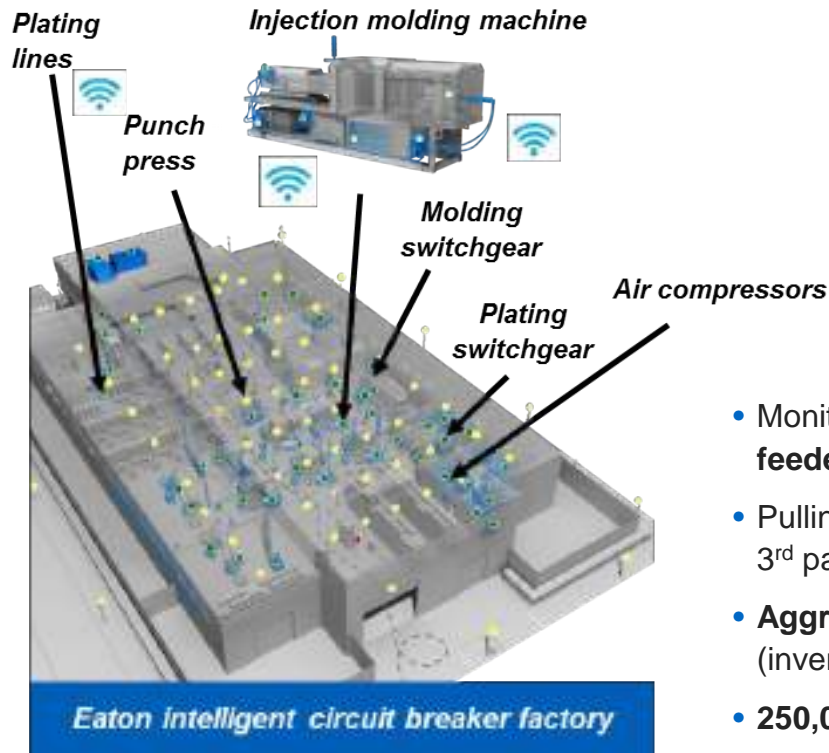 Plating
lines
Injection molding machine
Punch
press
Molding
switchgear
Air compressors
Plating
switchgear
• Monit
feede
• Pullin
3rd pa
• Aggr
(inver
• 250,0
Eaton intelligent circuit breaker factory